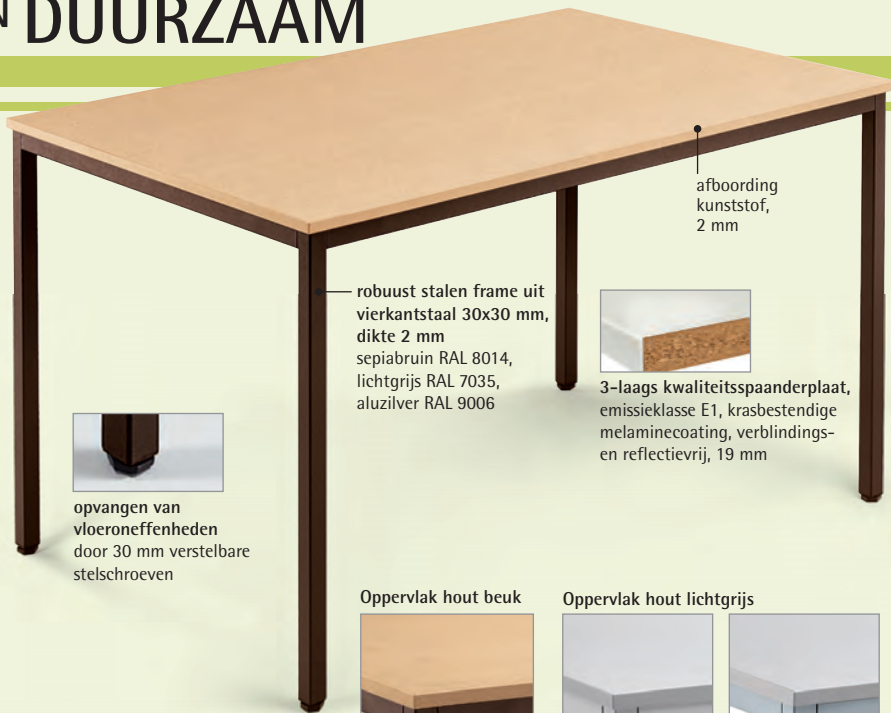 N DUURZAAM
afboording
kunststof,
2 mm
robuust stalen frame uit
vierkantstaal 30x30 mm,
dikte 2 mm
sepiabruin RAL 8014,
lichtgrijs RAL 7035,
aluzilver RAL 9006
3-laags kwaliteitsspaanderplaat,
emissieklasse E1, krasbestendige
melaminecoating, verblindings-
en reflectievrij, 19 mm
opvangen van
vloeroneffenheden
door 30 mm verstelbare
stelschroeven
Oppervlak hout beuk
Oppervlak hout lichtgrijs